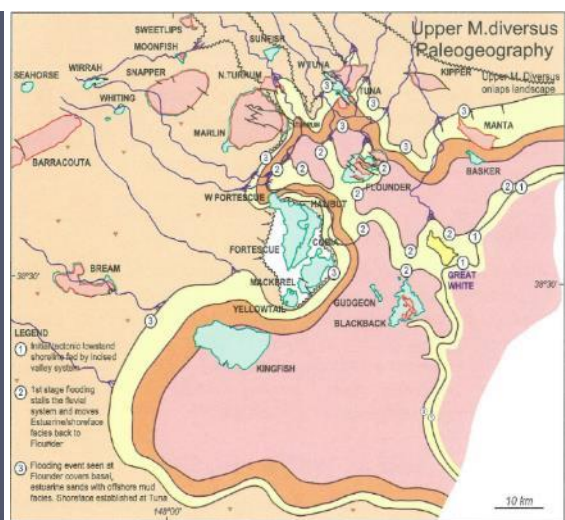 Upper M.diversus
Paleogeography
Upper M. Diversus
onlaps landscape
SWEETLIPS
MOONFISH
SUNFISH
WIRRAH
SNAPPER
N.TURRUM
W TUNA
KIPPER
SEAHORSE
WHITING
TUNA
MARLIN
MANTA
BARRACOUTA
BASKER
FLOUNDER
W FORTESCUE
HALIBUT
FORTESCUE
COBIA
BREAM
MACKEREL
GREAT
WHITE
38°30'
38°30'
YELLOWTAIL
GUDGEON
BLACKBACK
KINGFISH
LEGEND
1 Initial tectonic lowstand
shoreline fed by incised
valley system
2 1st stage flooding
stalls the fluvial
system and moves
Estuarine/shoreface
facies back to
Flounder
3 Flooding event seen at
Flounder covers basal,
estuarine sands with offshore mud
facies. Shoreface established at Tuna
148°00'
10 km